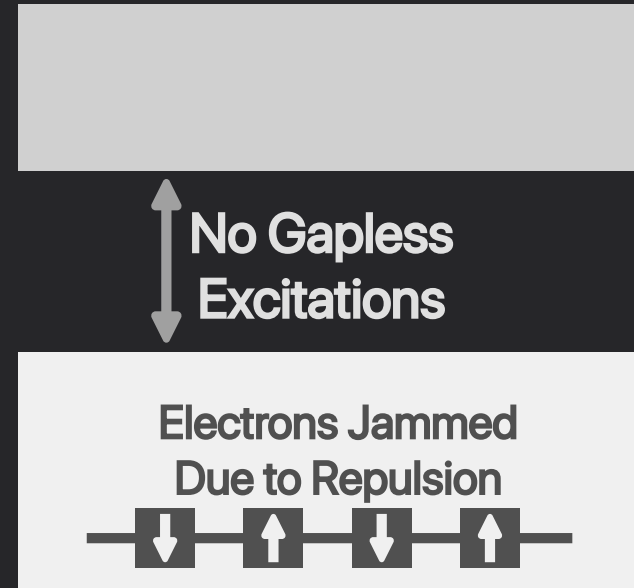 No Gapless
Excitations
Electrons Jammed
Due to Repulsion